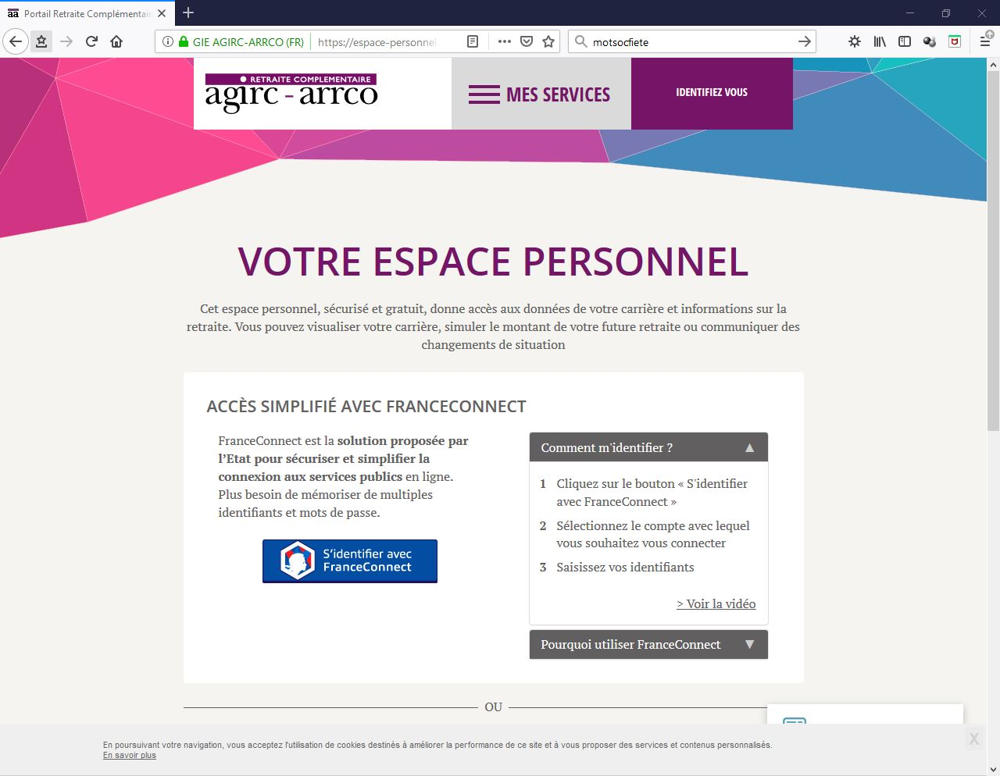 Portail Retraite Complémentair
GIE AGIRC-ARRCO (FR)
https://espace-personnel
motsocfiete
RETRAITE COMPLEMENTAIRE
agirc - arrco
MES SERVICES
IDENTIFIEZ VOUS
VOTRE ESPACE PERSONNEL
Cet espace personnel, sécurisé et gratuit, donne accès aux données de votre carrière et informations sur la
retraite. Vous pouvez visualiser votre carrière, simuler le montant de votre future retraite ou communiquer des
changements de situation
ACCÈS SIMPLIFIÉ AVEC FRANCECONNECT
FranceConnect est la solution proposée par
l’Etat pour sécuriser et simplifier la
connexion aux services publics en ligne.
Plus besoin de mémoriser de multiples
identifiants et mots de passe.
S’identifier avec
FranceConnect
Comment m'identifier ?
1 Cliquez sur le bouton « S'identifier
avec FranceConnect »
2 Sélectionnez le compte avec lequel
vous souhaitez vous connecter
3 Saisissez vos identifiants
> Voir la vidéo
Pourquoi utiliser FranceConnect
OU
En poursuivant votre navigation, vous acceptez l'utilisation de cookies destinés à améliorer la performance de ce site et à vous proposer des services et contenus personnalisés.
En savoir plus
X